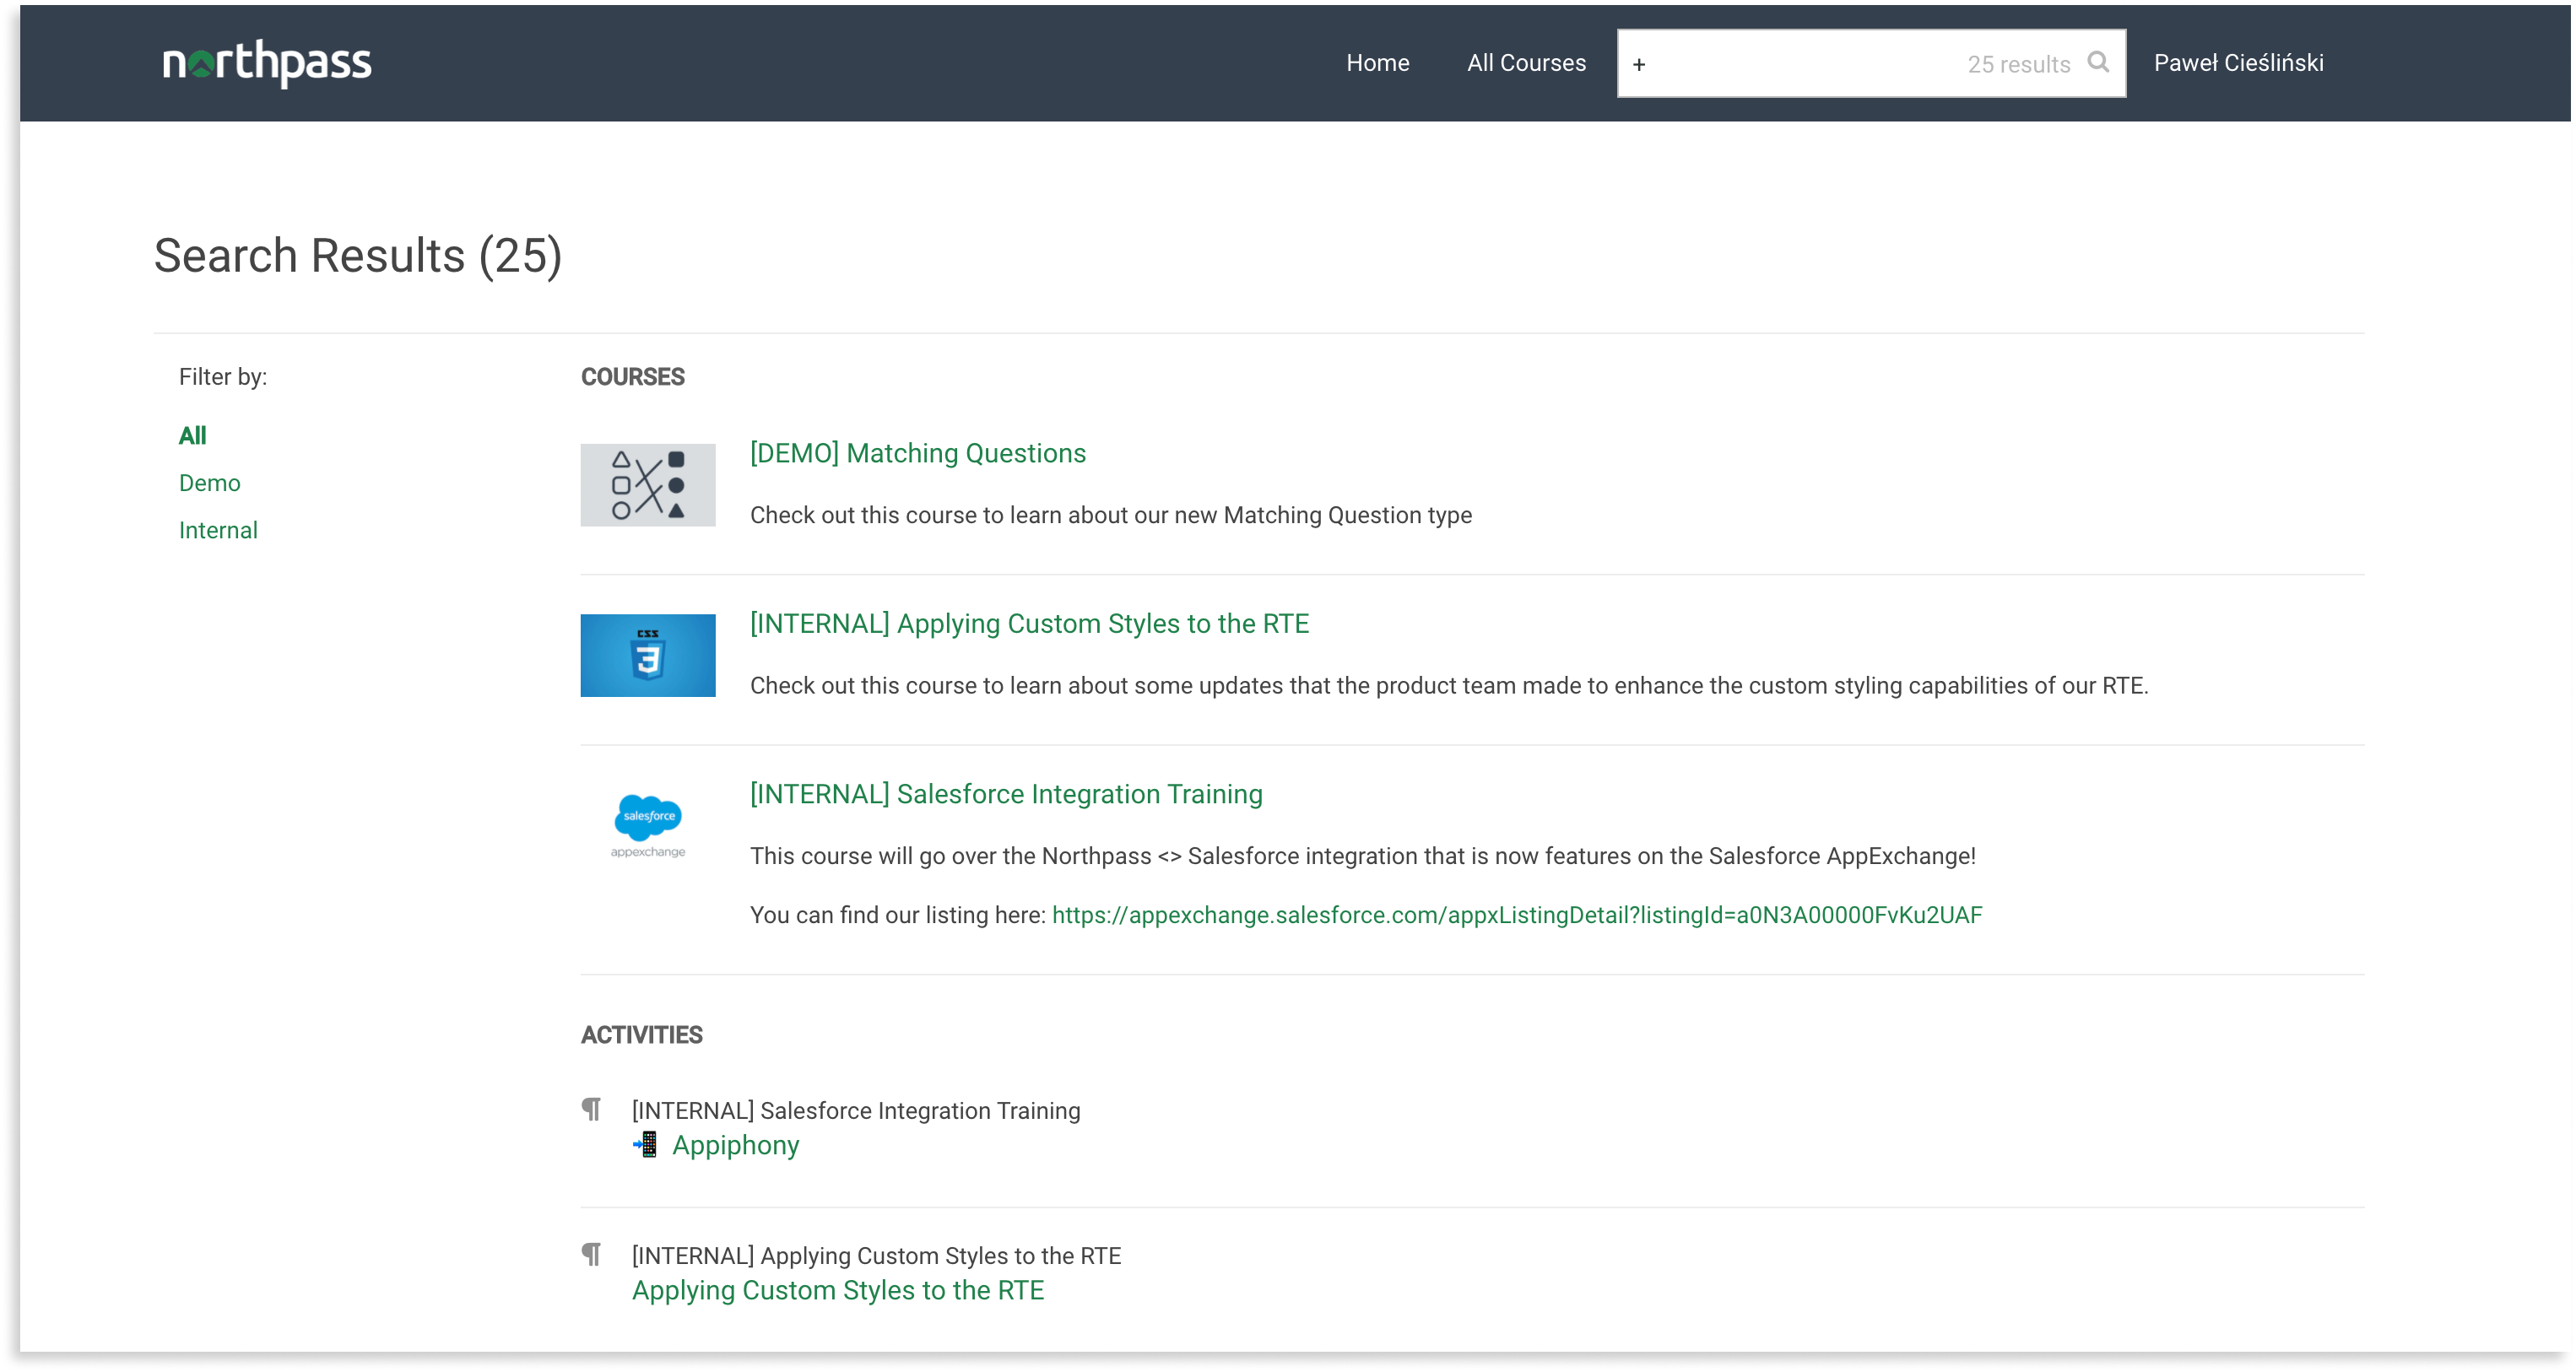 northpass
Home
All Courses
+
25 results
Paweł Cieśliński
Search Results (25)
Filter by:
All
Demo
Internal
COURSES
[DEMO] Matching Questions
Check out this course to learn about our new Matching Question type
CSS
3
[INTERNAL] Applying Custom Styles to the RTE
Check out this course to learn about some updates that the product team made to enhance the custom styling capabilities of our RTE.
salesforce
appexchange
[INTERNAL] Salesforce Integration Training
This course will go over the Northpass <> Salesforce integration that is now features on the Salesforce AppExchange!
You can find our listing here: https://appexchange.salesforce.com/appxListingDetail?listingId=a0N3A00000FvKu2UAF
ACTIVITIES
¶ [INTERNAL] Salesforce Integration Training
📲 Appiphony
¶ [INTERNAL] Applying Custom Styles to the RTE
Applying Custom Styles to the RTE